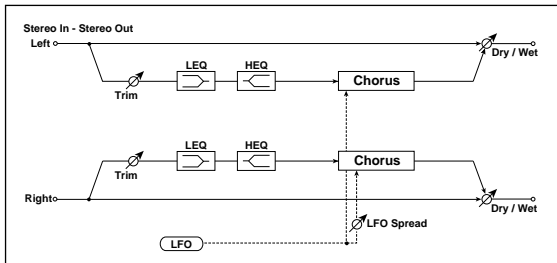 Stereo In - Stereo Out
Left
Dry / Wet
LEQ HEQ
Trim
Chorus
LEQ HEQ
Trim
Chorus
Right
Dry / Wet
LFO Spread
LFO